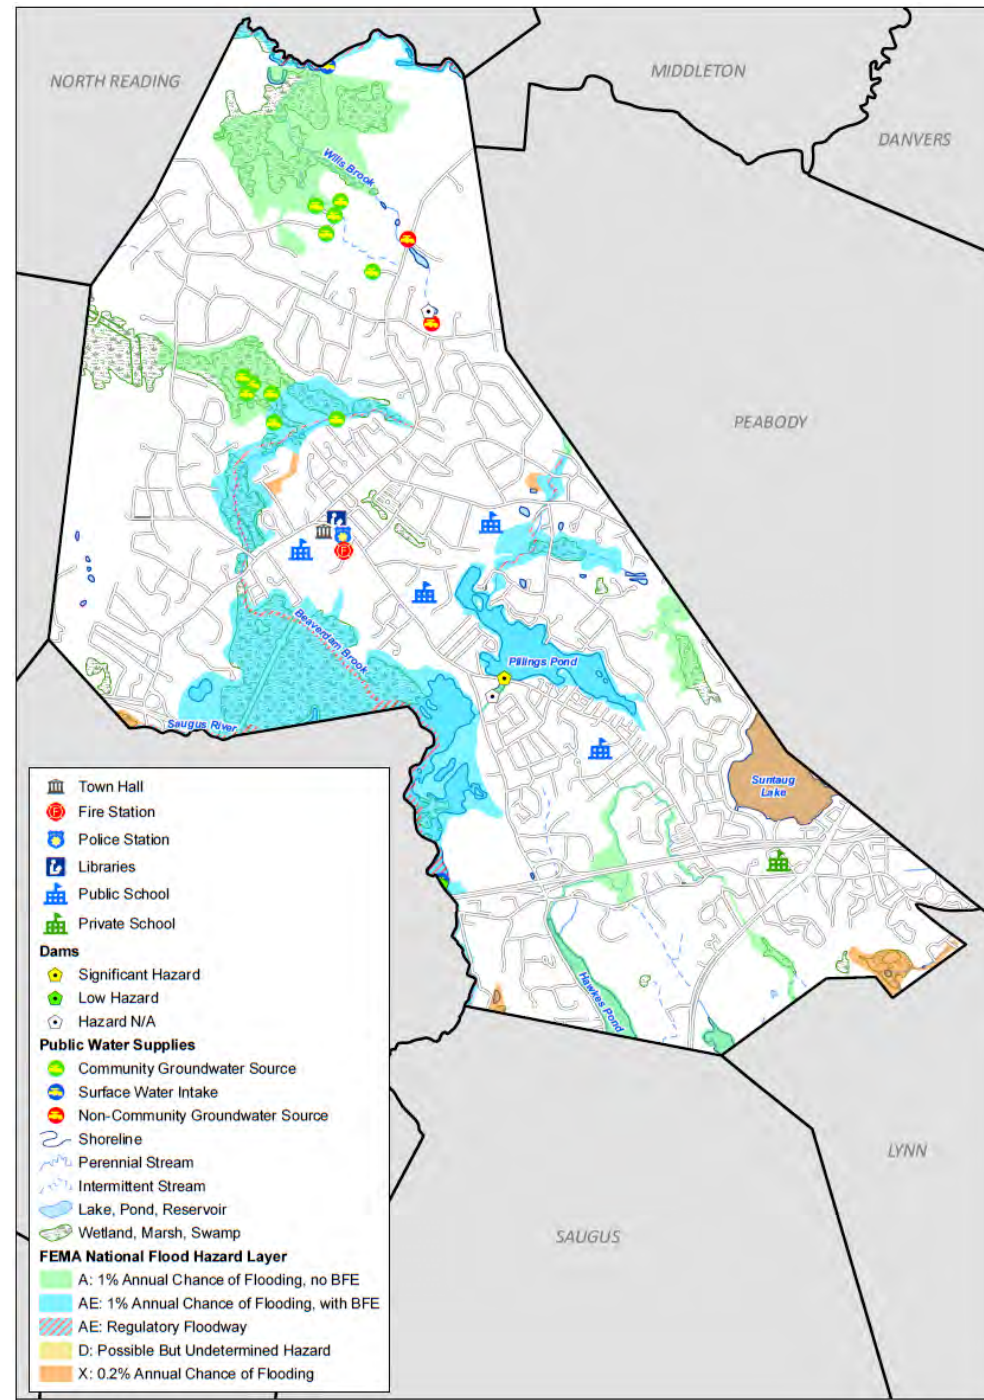 NORTH READING
MIDDLETON
DANVERS
Wills Brook
PEABODY
Beaverdam Brook
Pillings Pond
Saugus River
Suntaug
Lake
Hawkes Pond
LYNN
SAUGUS
Town Hall
F Fire Station
Police Station
Libraries
Public School
Private School
Dams
Significant Hazard
Low Hazard
Hazard N/A
Public Water Supplies
Community Groundwater Source
Surface Water Intake
Non-Community Groundwater Source
Shoreline
Perennial Stream
Intermittent Stream
Lake, Pond, Reservoir
Wetland, Marsh, Swamp
FEMA National Flood Hazard Layer
A: 1% Annual Chance of Flooding, no BFE
AE: 1% Annual Chance of Flooding, with BFE
AE: Regulatory Floodway
D: Possible But Undetermined Hazard
X: 0.2% Annual Chance of Flooding